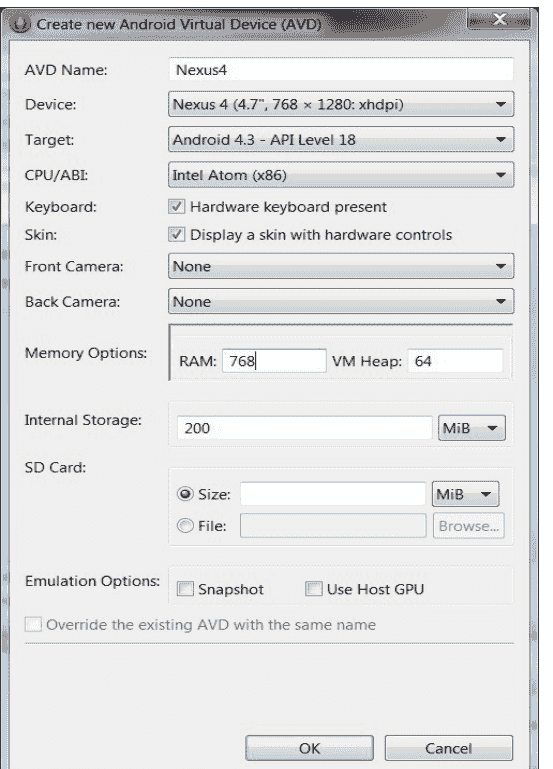 Create new Android Virtual Device (AVD)
AVD Name: Nexus4
Device: Nexus 4 (4.7", 768 × 1280: xhdpi)
Target: Android 4.3 - API Level 18
CPU/ABI: Intel Atom (x86)
Keyboard: Hardware keyboard present
Skin: Display a skin with hardware controls
Front Camera: None
Back Camera: None
Memory Options: RAM: 768 VM Heap: 64
Internal Storage: 200 MiB
SD Card:
Size: MiB
File: Browse...
Emulation Options: Snapshot Use Host GPU
Override the existing AVD with the same name
OK Cancel